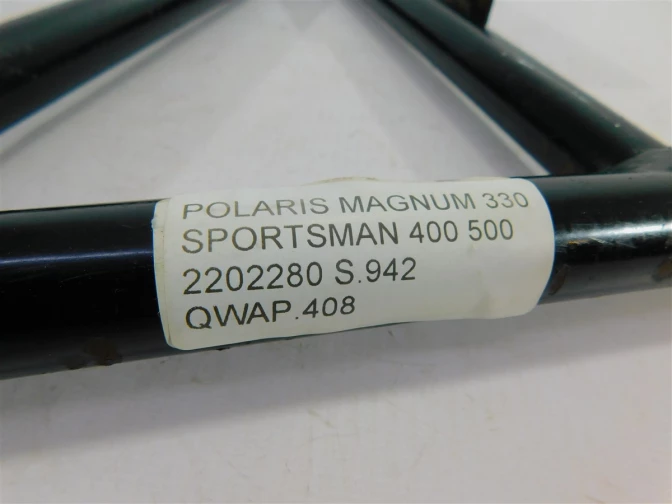 POLARIS MAGNUM 330
SPORTSMAN 400 500
2202280 S.942
QWAP.408